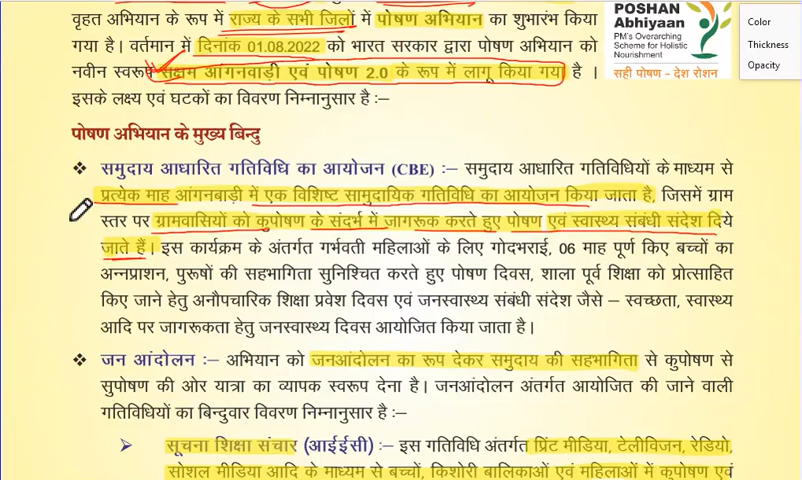 वृहत अभियान के रूप में राज्य के सभी जिलों में पोषण अभियान का शुभारंभ किया
गया है। वर्तमान में दिनांक 01.08.2022 को भारत सरकार द्वारा पोषण अभियान को
नवीन स्वरूप सक्षम आंगनवाड़ी एवं पोषण 2.0 के रूप में लागू किया गया है ।
इसके लक्ष्य एवं घटकों का विवरण निम्नानुसार है :–
POSHAN
Abhiyaan
PM's Overarching
Scheme for Holistic
Nourishment
सही पोषण - देश रोशन
Color
Thickness
Opacity
पोषण अभियान के मुख्य बिन्दु
❖ समुदाय आधारित गतिविधि का आयोजन (CBE) :– समुदाय आधारित गतिविधियों के माध्यम से
प्रत्येक माह आंगनबाड़ी में एक विशिष्ट सामुदायिक गतिविधि का आयोजन किया जाता है, जिसमें ग्राम
स्तर पर ग्रामवासियों को कुपोषण के संदर्भ में जागरूक करते हुए पोषण एवं स्वास्थ्य संबंधी संदेश दिये
जाते हैं। इस कार्यक्रम के अंतर्गत गर्भवती महिलाओं के लिए गोदभराई, 06 माह पूर्ण किए बच्चों का
अन्नप्राशन, पुरूषों की सहभागिता सुनिश्चित करते हुए पोषण दिवस, शाला पूर्व शिक्षा को प्रोत्साहित
किए जाने हेतु अनौपचारिक शिक्षा प्रवेश दिवस एवं जनस्वास्थ्य संबंधी संदेश जैसे – स्वच्छता, स्वास्थ्य
आदि पर जागरूकता हेतु जनस्वास्थ्य दिवस आयोजित किया जाता है।
❖ जन आंदोलन :– अभियान को जनआंदोलन का रूप देकर समुदाय की सहभागिता से कुपोषण से
सुपोषण की ओर यात्रा का व्यापक स्वरूप देना है। जनआंदोलन अंतर्गत आयोजित की जाने वाली
गतिविधियों का बिन्दुवार विवरण निम्नानुसार है :–
➢ सूचना शिक्षा संचार (आईईसी) :– इस गतिविधि अंतर्गत प्रिंट मीडिया, टेलीविजन, रेडियो,
सोशल मीडिया आदि के माध्यम से बच्चों, किशोरी बालिकाओं एवं महिलाओं में कुपोषण एवं